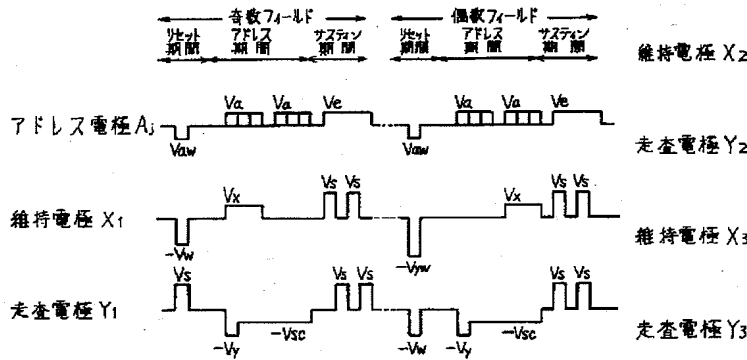 奇数フィールド 偶数フィールド
リセット期間 アドレス期間 サスティン期間 リセット期間 アドレス期間 サスティン期間
維持電極 X2
アドレス電極 Aj
Va Va Ve Va Va Ve
Vaw Vaw
走査電極 Y2
維持電極 X1
Vx Vs Vs Vx Vs Vs
-Vw -Vyw
維持電極 X3
走査電極 Y1
Vs Vs Vs Vs Vs
-Vy -Vsc -Vw -Vy -Vsc
走査電極 Y3